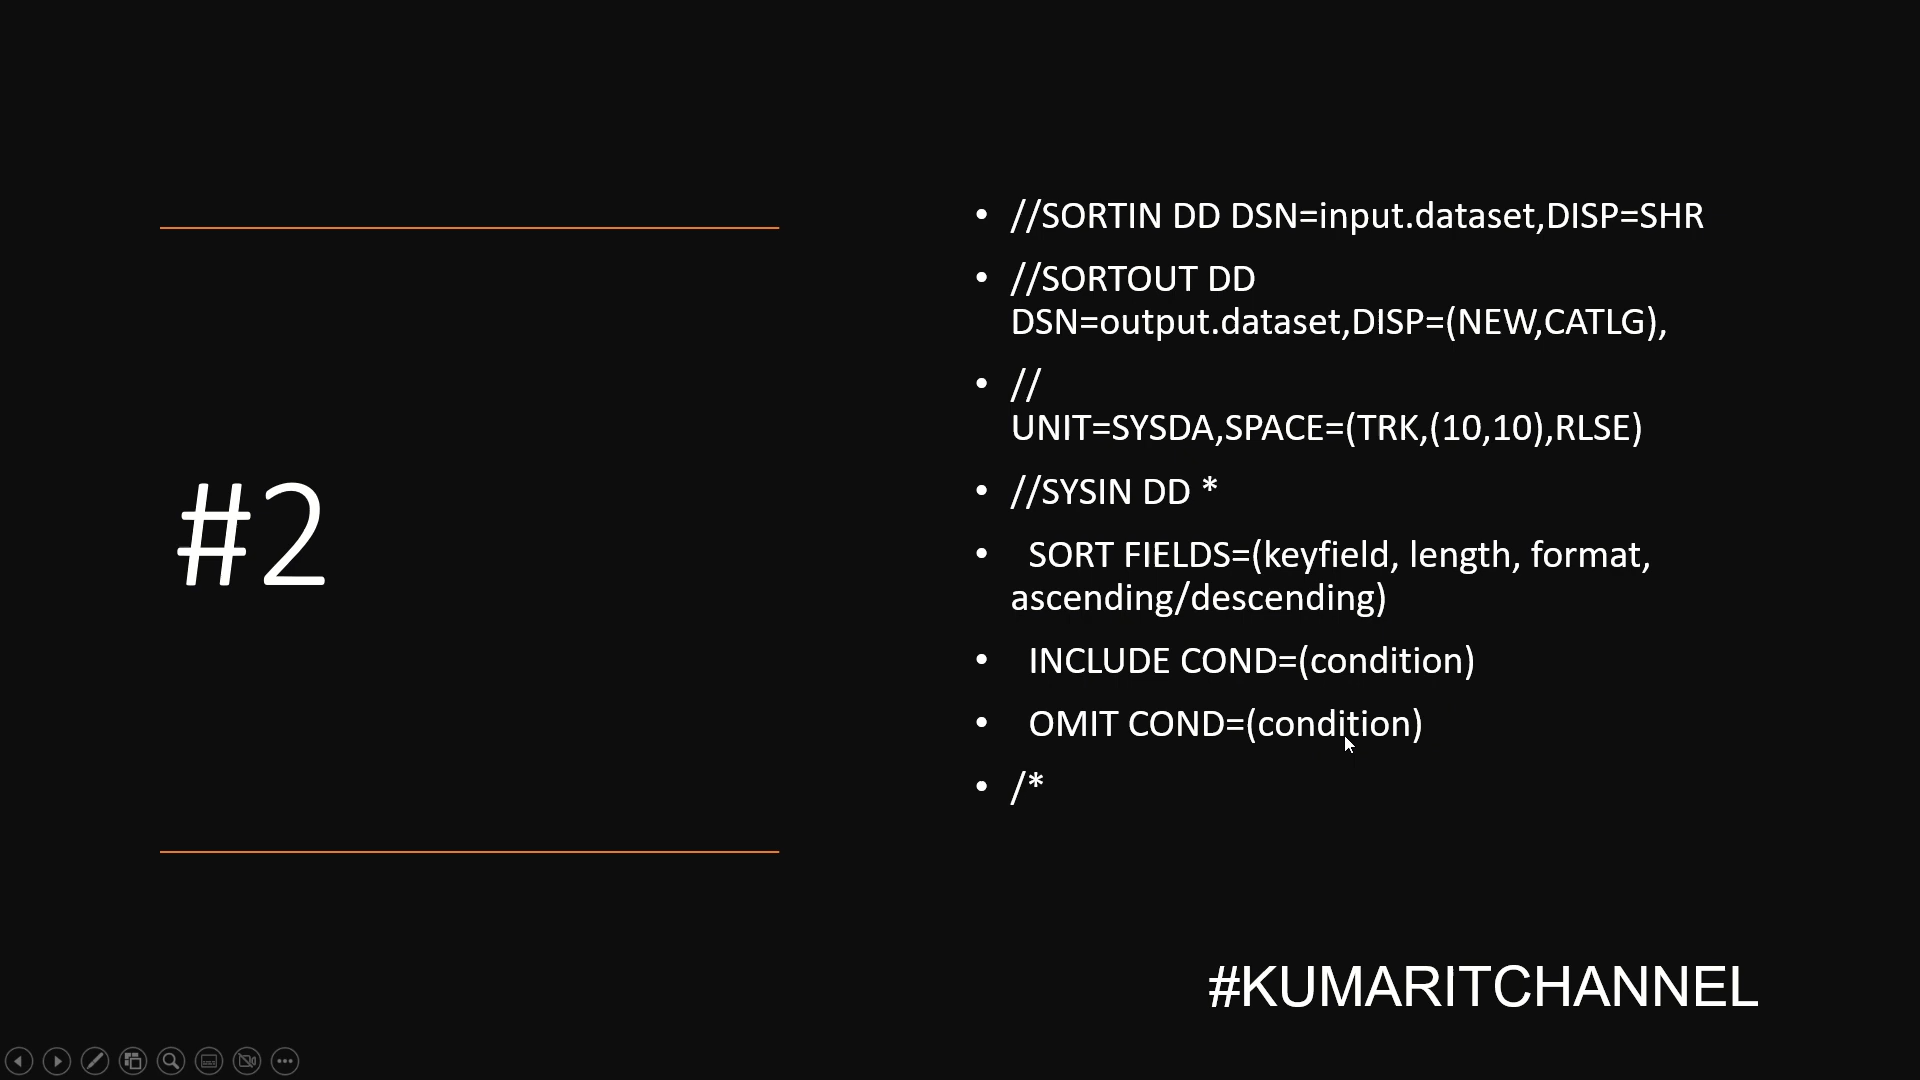 #2
• //SORTIN DD DSN=input.dataset,DISP=SHR
• //SORTOUT DD
DSN=output.dataset,DISP=(NEW,CATLG),
• //
UNIT=SYSDA,SPACE=(TRK,(10,10),RLSE)
• //SYSIN DD *
• SORT FIELDS=(keyfield, length, format,
ascending/descending)
• INCLUDE COND=(condition)
• OMIT COND=(condition)
• /*
#KUMARITCHANNEL